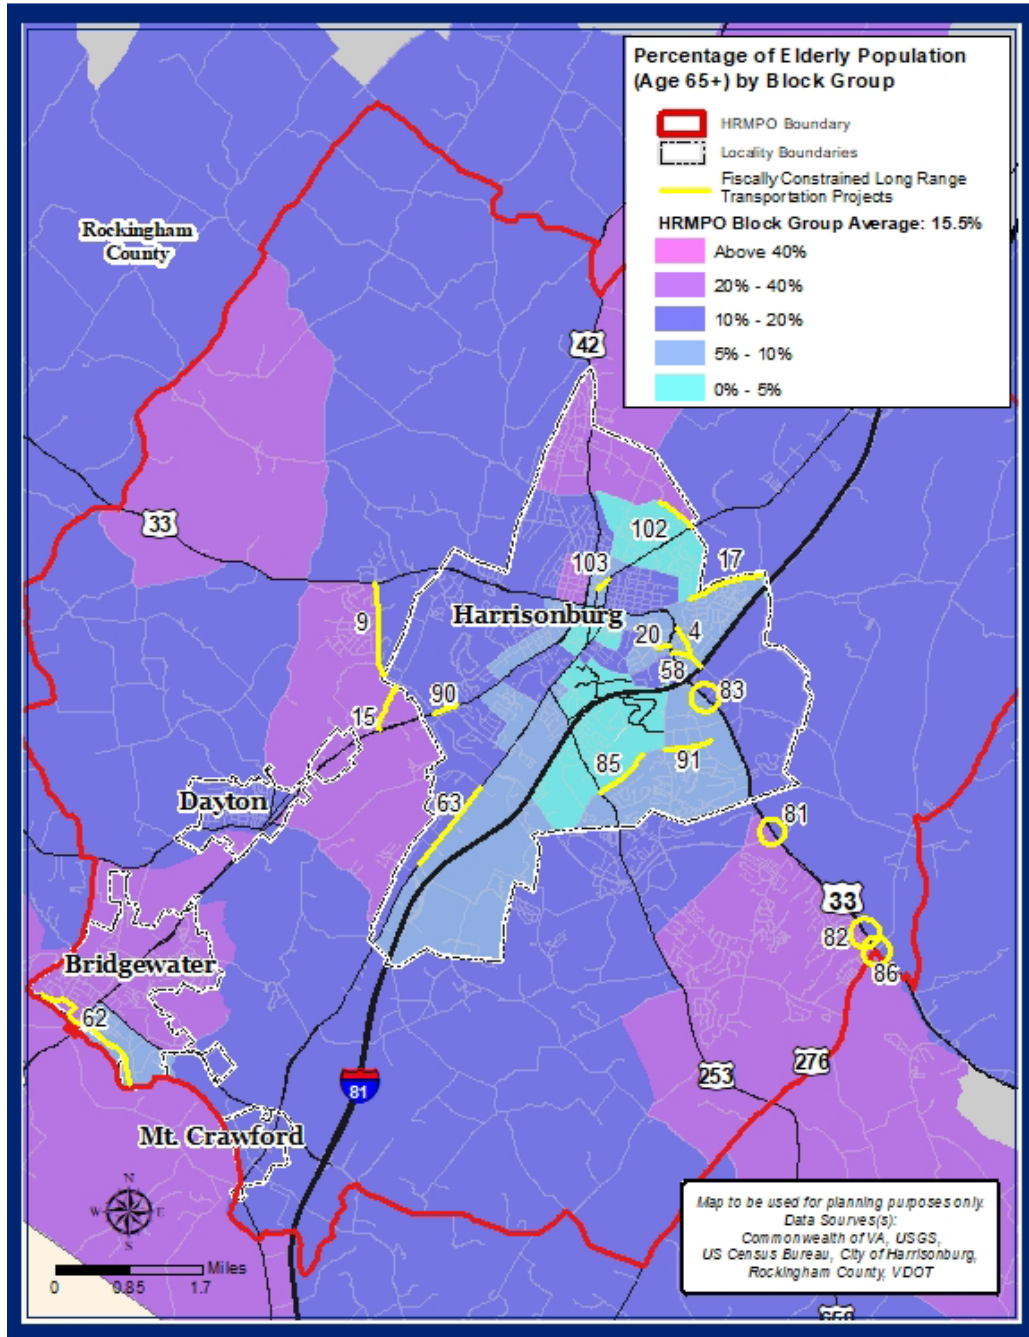 Percentage of Elderly Population
(Age 65+) by Block Group
HRMPO Boundary
Locality Boundaries
Fiscally Constrained Long Range
Transportation Projects
HRMPO Block Group Average: 15.5%
Above 40%
20% - 40%
10% - 20%
5% - 10%
0% - 5%
Rockingham
County
42
33
102
103
17
9
Harrisonburg
20
4
58
90
83
15
91
85
Dayton
63
81
33
82
Bridgewater
86
62
276
253
81
Mt. Crawford
N
W
E
S
Miles
0
0.85
1.7
Map to be used for planning purposes only.
Data Sourves(s):
Commonwealth of VA, USGS,
US Census Bureau, City of Harrisonburg,
Rockingham County, VDOT